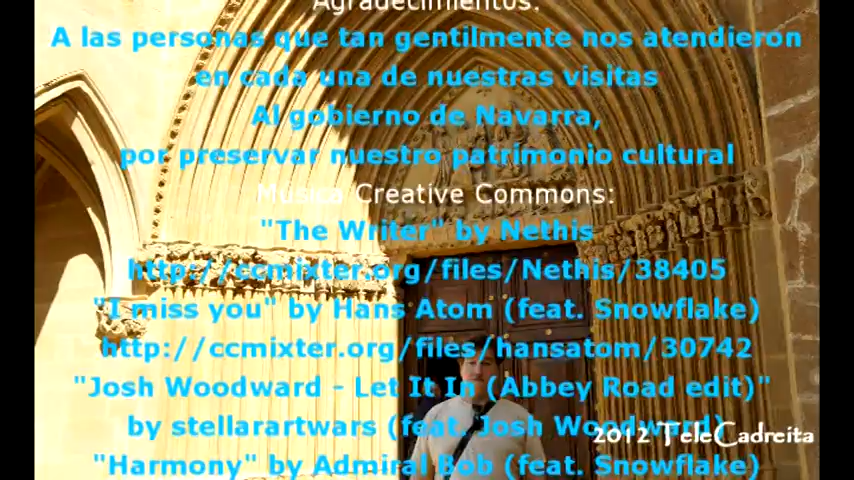 Agradecimientos:
A las personas que tan gentilmente nos atendieron
en cada una de nuestras visitas
Al gobierno de Navarra,
por preservar nuestro patrimonio cultural
Música Creative Commons:
"The Writer" by Nethis
http://ccmixter.org/files/Nethis/38405
"I miss you" by Hans Atom (feat. Snowflake)
http://ccmixter.org/files/hansatom/30742
"Josh Woodward - Let It In (Abbey Road edit)"
by stellarartwars (feat. Josh Woodward)
2012 TeleCadreita
"Harmony" by Admiral Bob (feat. Snowflake)